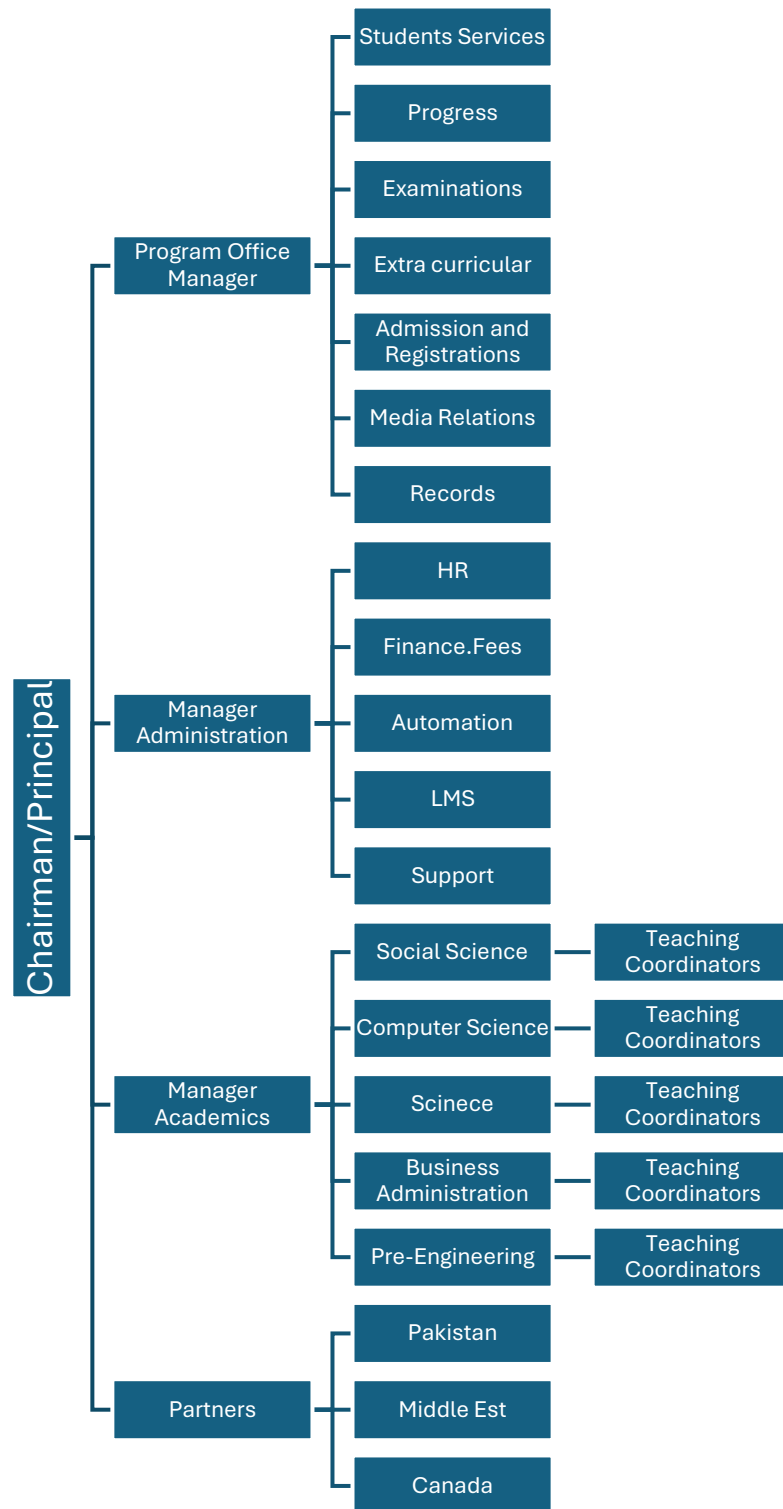 Chairman/Principal
Program Office
Manager
Students Services
Progress
Examinations
Extra curricular
Admission and
Registrations
Media Relations
Records
Manager
Administration
HR
Finance.Fees
Automation
LMS
Support
Manager
Academics
Social Science
Teaching
Coordinators
Computer Science
Teaching
Coordinators
Scinece
Teaching
Coordinators
Business
Administration
Teaching
Coordinators
Pre-Engineering
Teaching
Coordinators
Partners
Pakistan
Middle Est
Canada